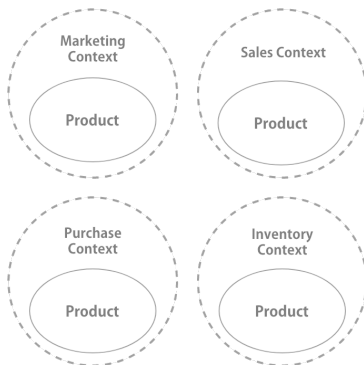 Marketing
Context
Product
Sales Context
Product
Purchase
Context
Product
Inventory
Context
Product